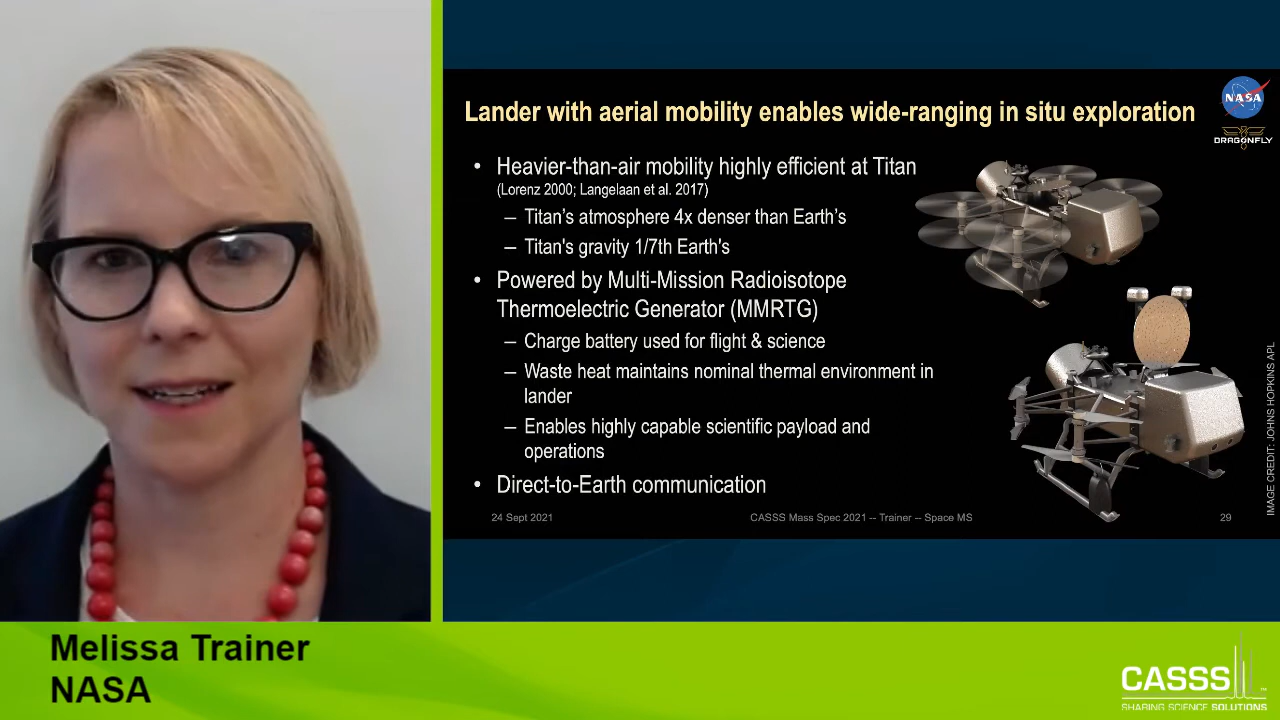 Lander with aerial mobility enables wide-ranging in situ exploration
NASA
DRAGONFLY
• Heavier-than-air mobility highly efficient at Titan
(Lorenz 2000; Langelaan et al. 2017)
– Titan's atmosphere 4x denser than Earth's
– Titan's gravity 1/7th Earth's
• Powered by Multi-Mission Radioisotope
Thermoelectric Generator (MMRTG)
– Charge battery used for flight & science
– Waste heat maintains nominal thermal environment in
lander
– Enables highly capable scientific payload and
operations
• Direct-to-Earth communication
IMAGE CREDIT: JOHNS HOPKINS APL
24 Sept 2021
CASSS Mass Spec 2021 -- Trainer -- Space MS
29
Melissa Trainer
NASA
CASSS™
SHARING SCIENCE SOLUTIONS